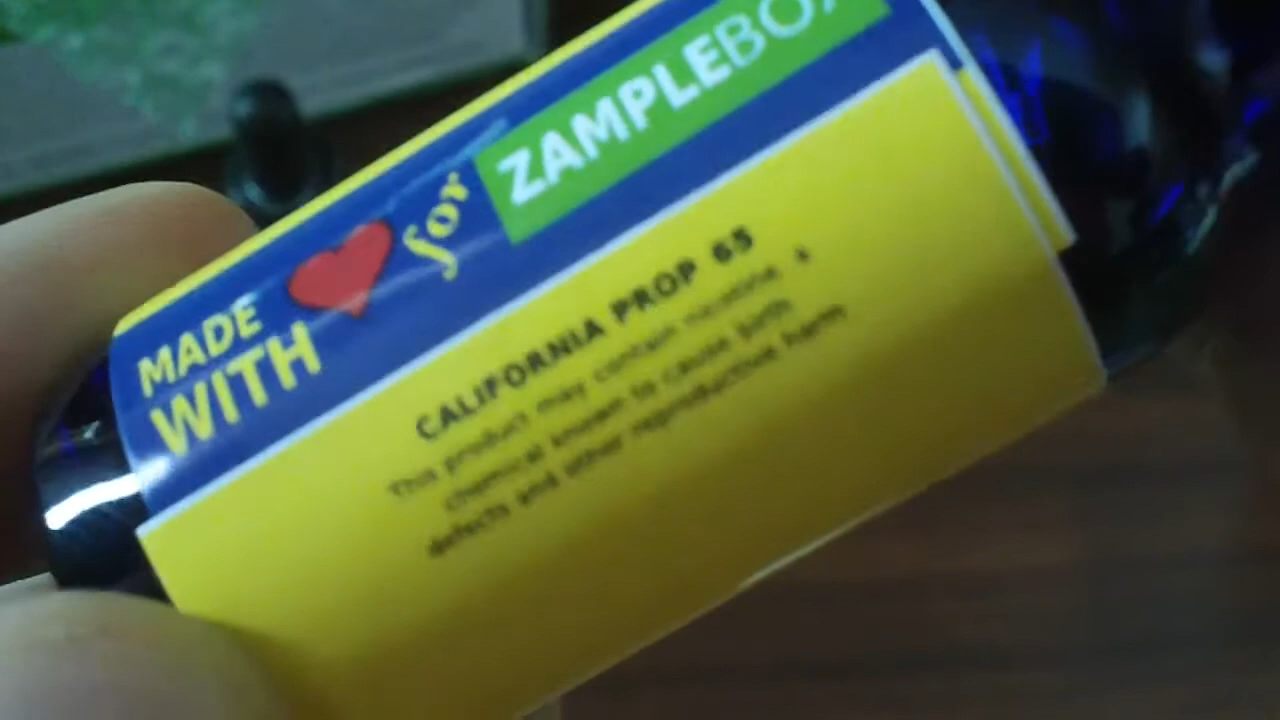 MADE
WITH
for
ZAMPLEBOX
CALIFORNIA PROP 65
This product may contain nicotine a
chemical known to cause birth
defects and other reproductive harm